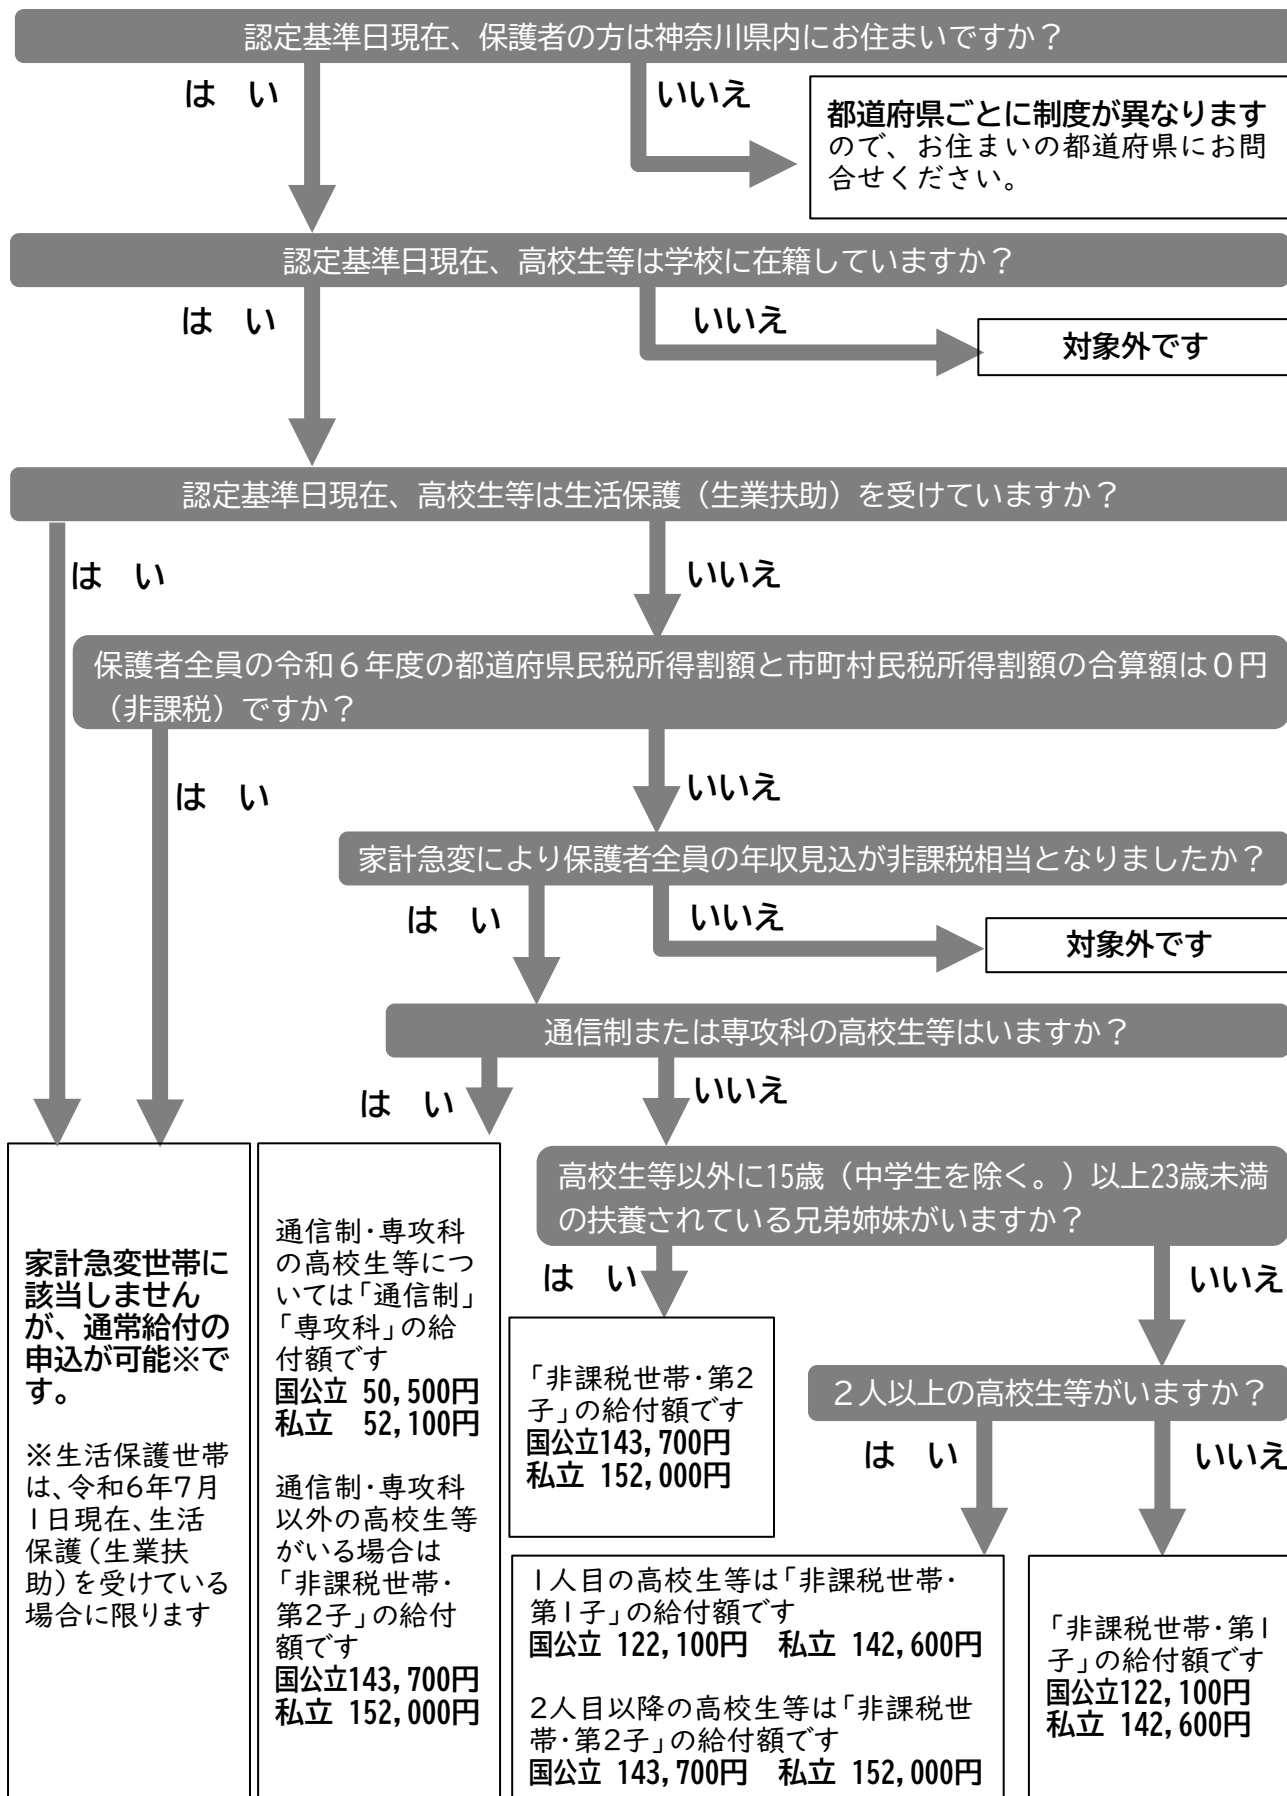 認定基準日現在、保護者の方は神奈川県内にお住まいですか？
は　い
いいえ
都道府県ごとに制度が異なります
ので、お住まいの都道府県にお問
合せください。
認定基準日現在、高校生等は学校に在籍していますか？
は　い
いいえ
対象外です
認定基準日現在、高校生等は生活保護（生業扶助）を受けていますか？
は　い
いいえ
保護者全員の令和６年度の都道府県民税所得割額と市町村民税所得割額の合算額は０円
（非課税）ですか？
は　い
いいえ
家計急変により保護者全員の年収見込が非課税相当となりましたか？
は　い
いいえ
対象外です
通信制または専攻科の高校生等はいますか？
は　い
いいえ
家計急変世帯に
該当しません
が、通常給付の
申込が可能※で
す。
※生活保護世帯
は、令和6年7月
1日現在、生活
保護（生業扶
助）を受けている
場合に限ります
通信制・専攻科
の高校生等につ
いては「通信制」
「専攻科」の給
付額です
国公立 50,500円
私立　52,100円
通信制・専攻科
以外の高校生等
がいる場合は
「非課税世帯・
第2子」の給付
額です
国公立143,700円
私立 152,000円
高校生等以外に15歳（中学生を除く。）以上23歳未満
の扶養されている兄弟姉妹がいますか？
は　い
いいえ
「非課税世帯・第2
子」の給付額です
国公立143,700円
私立 152,000円
２人以上の高校生等がいますか？
は　い
いいえ
1人目の高校生等は「非課税世帯・
第1子」の給付額です
国公立 122,100円　私立 142,600円
2人目以降の高校生等は「非課税世
帯・第2子」の給付額です
国公立 143,700円　私立 152,000円
「非課税世帯・第1
子」の給付額です
国公立122,100円
私立 142,600円